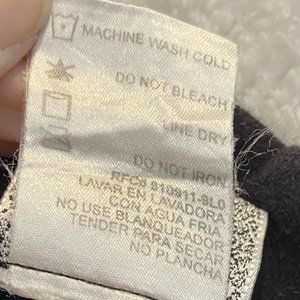 MACHINE WASH COLD
DO NOT BLEACH
LINE DRY
DO NOT IRON
LAVAR EN LAVADORA
CON AGUA FRIA
NO USE BLANQUEADOR
TENDER PARA SECAR
NO PLANCHA